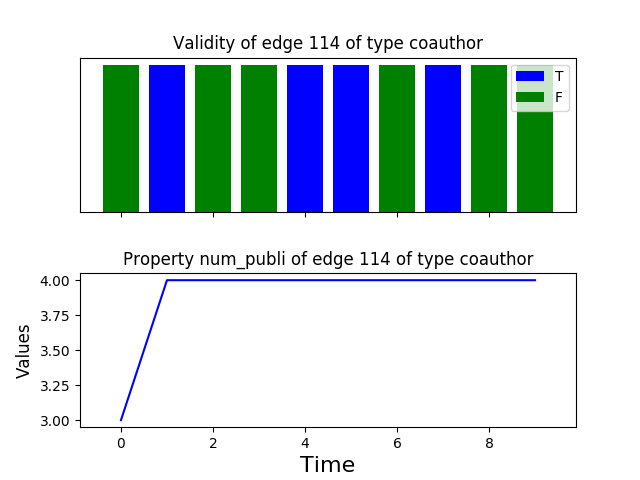 Validity of edge 114 of type coauthor
T
F
Property num_publi of edge 114 of type coauthor
4.00
3.75
3.50
3.25
3.00
Values
0 2 4 6 8
Time